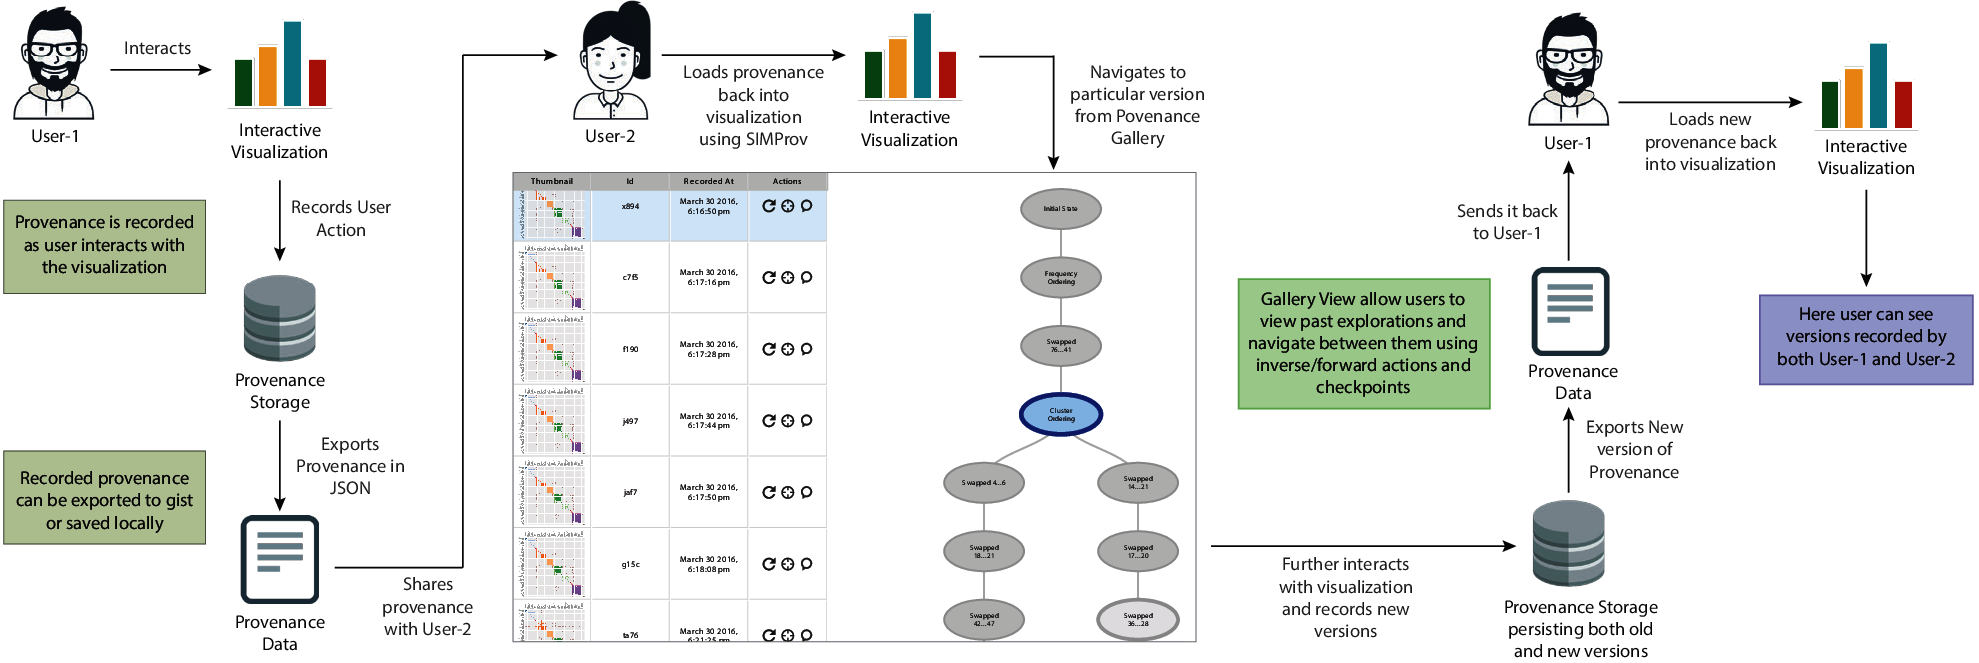 Interacts
User-1
Interactive
Visualization
Provenance is recorded
as user interacts with
the visualization
Records User
Action
Provenance
Storage
Exports
Provenance in
JSON
Recorded provenance
can be exported to gist
or saved locally
Provenance
Data
Shares
provenance
with User-2
User-2
Loads provenance
back into
visualization
using SIMProv
Interactive
Visualization
Navigates to
particular version
from Povenance
Gallery
Thumbnail Id Recorded At Actions
x894 March 30 2016,
6:16:50 pm
c7f5 March 30 2016,
6:17:16 pm
f190 March 30 2016,
6:17:28 pm
j497 March 30 2016,
6:17:44 pm
jaf7 March 30 2016,
6:17:50 pm
g15c March 30 2016,
6:18:08 pm
ta76 March 30 2016,
6:21:25 pm
Initial State
Frequency
Ordering
Swapped
76...41
Cluster
Ordering
Swapped 4...6
Swapped
14...21
Swapped
18...21
Swapped
17...20
Swapped
42...47
Swapped
36...28
Further interacts
with visualization
and records new
versions
Gallery View allow users to
view past explorations and
navigate between them using
inverse/forward actions and
checkpoints
Provenance Storage
persisting both old
and new versions
Exports New
version of
Provenance
Provenance
Data
Sends it back
to User-1
User-1
Loads new
provenance back
into visualization
Interactive
Visualization
Here user can see
versions recorded by
both User-1 and User-2